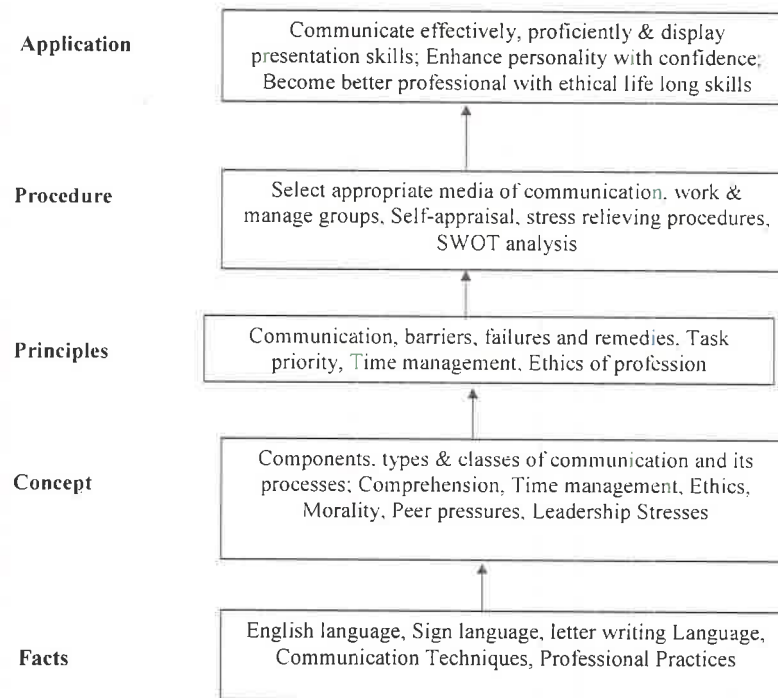 Application
Communicate effectively, proficiently & display
presentation skills; Enhance personality with confidence;
Become better professional with ethical life long skills
Procedure
Select appropriate media of communication, work &
manage groups, Self-appraisal, stress relieving procedures,
SWOT analysis
Principles
Communication, barriers, failures and remedies. Task
priority, Time management, Ethics of profession
Concept
Components. types & classes of communication and its
processes; Comprehension, Time management, Ethics,
Morality, Peer pressures, Leadership Stresses
Facts
English language, Sign language, letter writing Language,
Communication Techniques, Professional Practices